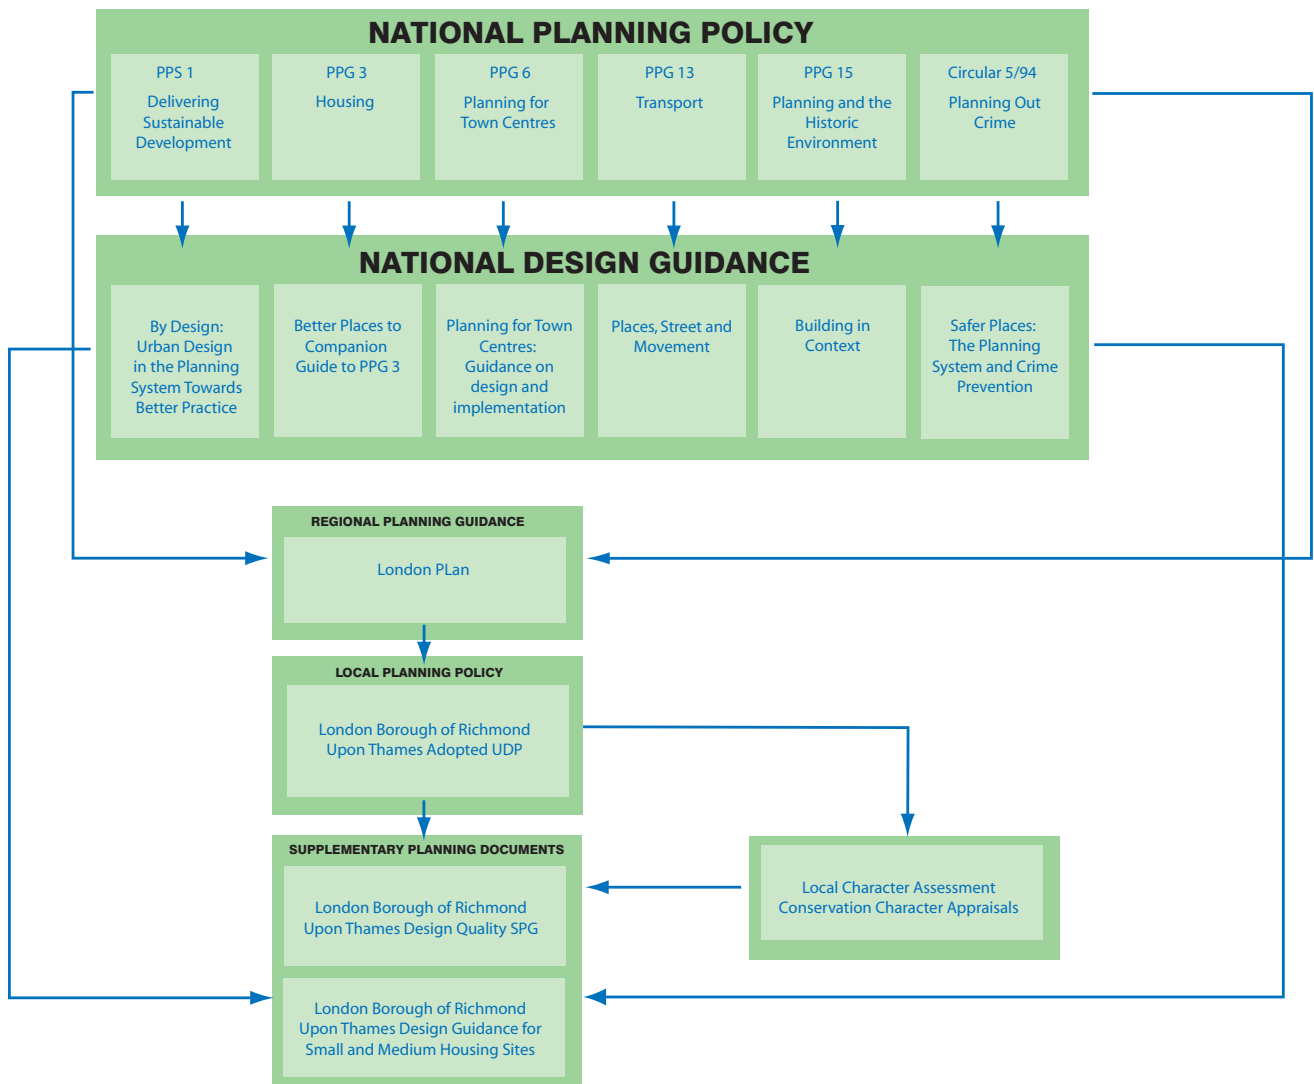 NATIONAL PLANNING POLICY
PPS 1
Delivering
Sustainable
Development
PPG 3
Housing
PPG 6
Planning for
Town Centres
PPG 13
Transport
PPG 15
Planning and the
Historic
Environment
Circular 5/94
Planning Out
Crime
NATIONAL DESIGN GUIDANCE
By Design:
Urban Design
in the Planning
System Towards
Better Practice
Better Places to
Companion
Guide to PPG 3
Planning for Town
Centres:
Guidance on
design and
implementation
Places, Street and
Movement
Building in
Context
Safer Places:
The Planning
System and Crime
Prevention
REGIONAL PLANNING GUIDANCE
London PLan
LOCAL PLANNING POLICY
London Borough of Richmond
Upon Thames Adopted UDP
SUPPLEMENTARY PLANNING DOCUMENTS
London Borough of Richmond
Upon Thames Design Quality SPG
Local Character Assessment
Conservation Character Appraisals
London Borough of Richmond
Upon Thames Design Guidance for
Small and Medium Housing Sites